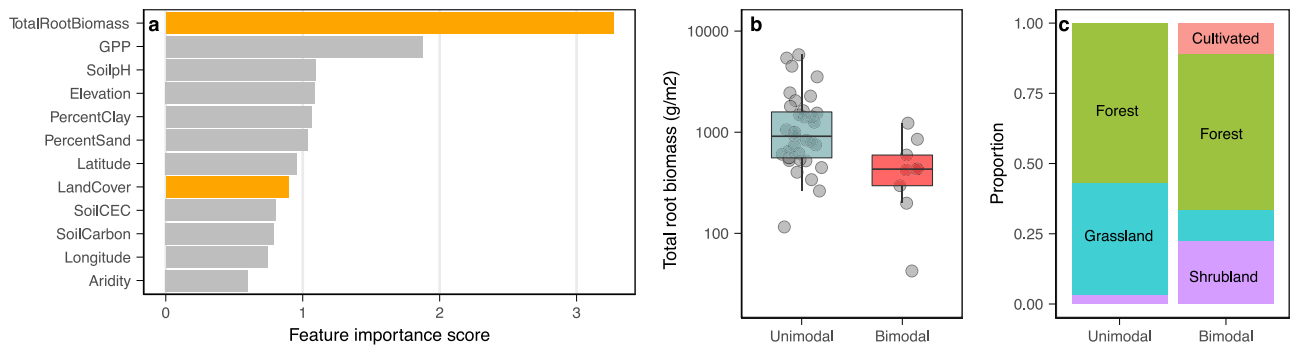 a
TotalRootBiomass
GPP
SoilpH
Elevation
PercentClay
PercentSand
Latitude
LandCover
SoilCEC
SoilCarbon
Longitude
Aridity
0 1 2 3
Feature importance score
b
Total root biomass (g/m2)
10000
1000
100
Unimodal Bimodal
c
Proportion
1.00
0.75
0.50
0.25
0.00
Cultivated
Forest
Forest
Grassland
Shrubland
Unimodal Bimodal